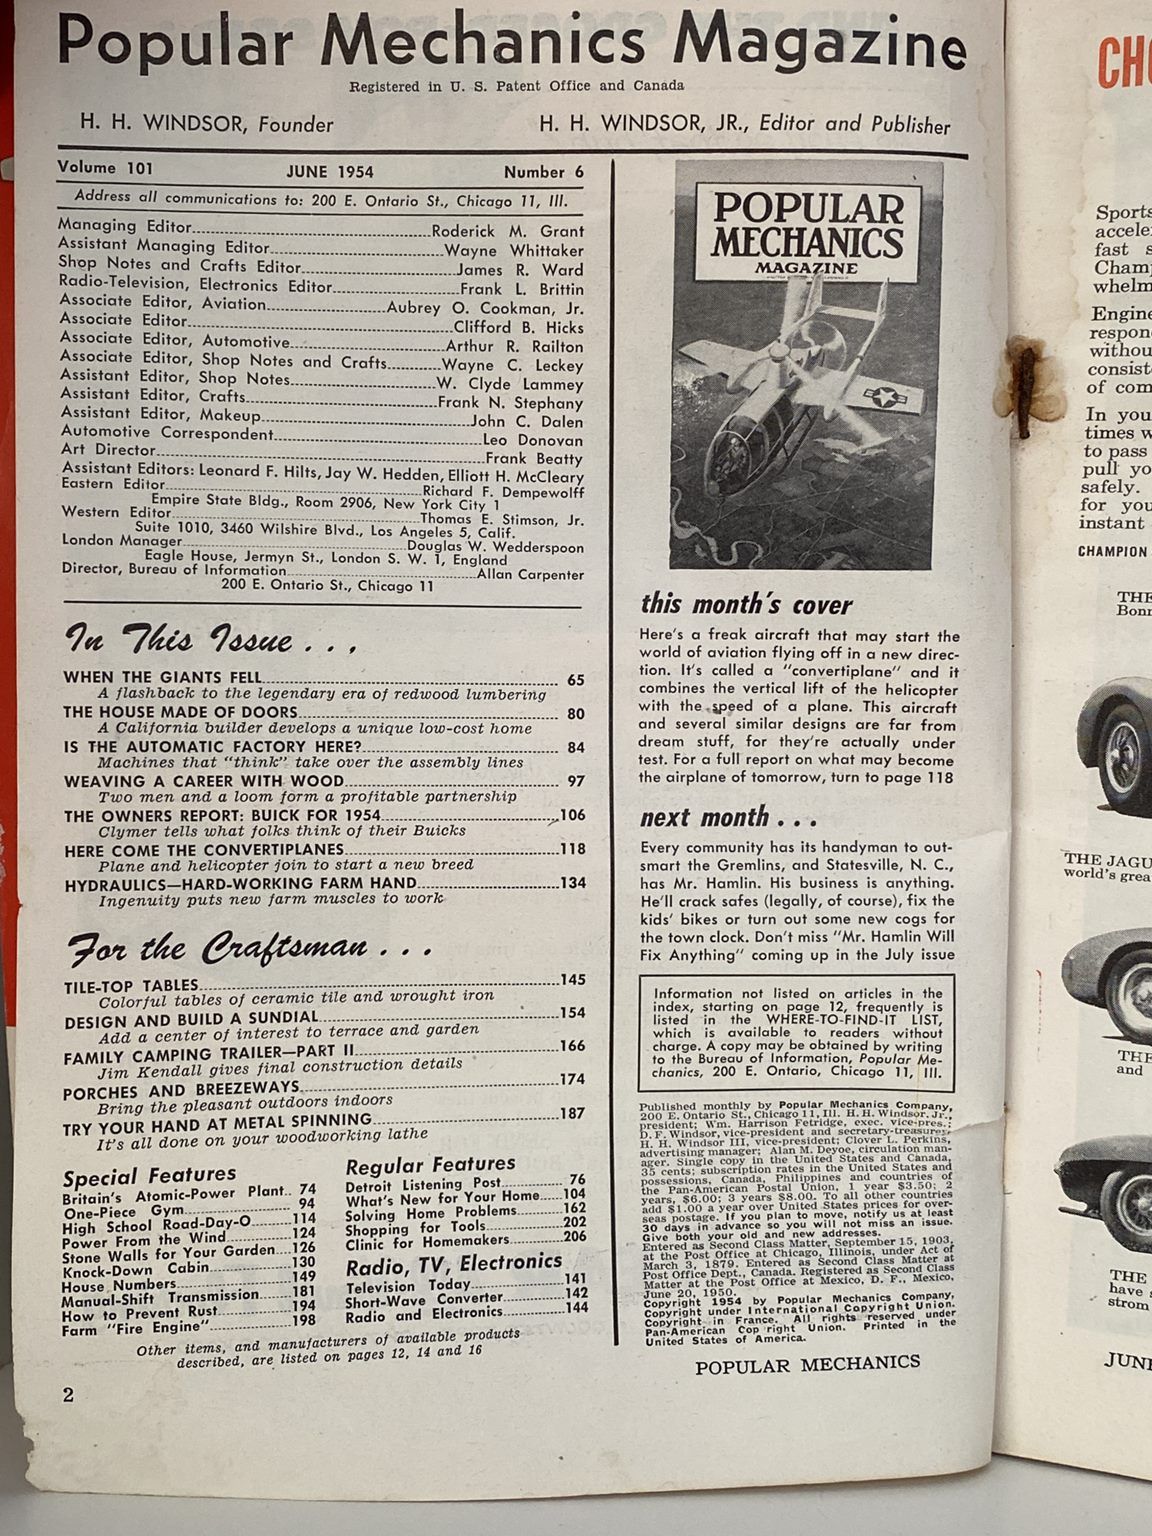 Popular Mechanics Magazine
Registered in U. S. Patent Office and Canada
H. H. WINDSOR, Founder
H. H. WINDSOR, JR., Editor and Publisher
Volume 101 JUNE 1954 Number 6
Address all communications to: 200 E. Ontario St., Chicago 11, Ill.
Managing Editor Roderick M. Grant
Assistant Managing Editor Wayne Whittaker
Shop Notes and Crafts Editor James R. Ward
Radio-Television, Electronics Editor Frank L. Brittin
Associate Editor, Aviation Aubrey O. Cookman, Jr.
Associate Editor Clifford B. Hicks
Associate Editor, Automotive Arthur R. Railton
Associate Editor, Shop Notes and Crafts Wayne C. Leckey
Assistant Editor, Shop Notes W. Clyde Lammey
Assistant Editor, Crafts Frank N. Stephany
Assistant Editor, Makeup John C. Dalen
Automotive Correspondent Leo Donovan
Art Director Frank Beatty
Assistant Editors: Leonard F. Hilts, Jay W. Hedden, Elliott H. McCleary
Eastern Editor Richard F. Dempewolff
Empire State Bldg., Room 2906, New York City 1
Western Editor Thomas E. Stimson, Jr.
Suite 1010, 3460 Wilshire Blvd., Los Angeles 5, Calif.
London Manager Douglas W. Wedderspoon
Eagle House, Jermyn St., London S. W. 1, England
Director, Bureau of Information Allan Carpenter
200 E. Ontario St., Chicago 11
In This Issue . . .
WHEN THE GIANTS FELL 65
A flashback to the legendary era of redwood lumbering
THE HOUSE MADE OF DOORS 80
A California builder develops a unique low-cost home
IS THE AUTOMATIC FACTORY HERE? 84
Machines that "think" take over the assembly lines
WEAVING A CAREER WITH WOOD 97
Two men and a loom form a profitable partnership
THE OWNERS REPORT: BUICK FOR 1954 106
Clymer tells what folks think of their Buicks
HERE COME THE CONVERTIPLANES 118
Plane and helicopter join to start a new breed
HYDRAULICS—HARD-WORKING FARM HAND 134
Ingenuity puts new farm muscles to work
For the Craftsman . . .
TILE-TOP TABLES 145
Colorful tables of ceramic tile and wrought iron
DESIGN AND BUILD A SUNDIAL 154
Add a center of interest to terrace and garden
FAMILY CAMPING TRAILER—PART II 166
Jim Kendall gives final construction details
PORCHES AND BREEZEWAYS 174
Bring the pleasant outdoors indoors
TRY YOUR HAND AT METAL SPINNING 187
It's all done on your woodworking lathe
Special Features
Britain's Atomic-Power Plant 74
One-Piece Gym 94
High School Road-Day-O 114
Power From the Wind 124
Stone Walls for Your Garden 126
Knock-Down Cabin 130
House Numbers 149
Manual-Shift Transmission 181
How to Prevent Rust 194
Farm "Fire Engine" 198
Regular Features
Detroit Listening Post 76
What's New for Your Home 104
Solving Home Problems 162
Shopping for Tools 202
Clinic for Homemakers 206
Radio, TV, Electronics
Television Today 141
Short-Wave Converter 142
Radio and Electronics 144
Other items, and manufacturers of available products
described, are listed on pages 12, 14 and 16
2
POPULAR
MECHANICS
MAGAZINE
this month's cover
Here's a freak aircraft that may start the
world of aviation flying off in a new direc-
tion. It's called a "convertiplane" and it
combines the vertical lift of the helicopter
with the speed of a plane. This aircraft
and several similar designs are far from
dream stuff, for they're actually under
test. For a full report on what may become
the airplane of tomorrow, turn to page 118
next month . . .
Every community has its handyman to out-
smart the Gremlins, and Statesville, N. C.,
has Mr. Hamlin. His business is anything.
He'll crack safes (legally, of course), fix the
kids' bikes or turn out some new cogs for
the town clock. Don't miss "Mr. Hamlin Will
Fix Anything" coming up in the July issue
Information not listed on articles in the
index, starting on page 12, frequently is
listed in the WHERE-TO-FIND-IT LIST,
which is available to readers without
charge. A copy may be obtained by writing
to the Bureau of Information, Popular Me-
chanics, 200 E. Ontario, Chicago 11, Ill.
Published monthly by Popular Mechanics Company,
200 E. Ontario St., Chicago 11, Ill. H. H. Windsor, Jr.,
president; Wm. Harrison Fetridge, exec. vice-pres.;
D. F. Windsor, vice-president and secretary-treasurer;
H. H. Windsor III, vice-president; Clover L. Perkins,
advertising manager; Alan M. Deyoe, circulation man-
ager. Single copy in the United States and Canada,
35 cents; subscription rates in the United States and
possessions, Canada, Philippines and countries of
the Pan-American Postal Union, 1 year $3.50; 2
years, $6.00; 3 years $8.00. To all other countries
add $1.00 a year over United States prices for over-
seas postage. If you plan to move, notify us at least
30 days in advance so you will not miss an issue.
Give both your old and new addresses.
Entered as Second Class Matter, September 15, 1903,
at the Post Office at Chicago, Illinois, under Act of
March 3, 1879. Entered as Second Class Matter at
Post Office Dept., Canada. Registered as Second Class
Matter at the Post Office at Mexico, D. F., Mexico,
June 20, 1950.
Copyright 1954 by Popular Mechanics Company,
Copyright under International Copyright Union.
Copyright in France. All rights reserved under
Pan-American Copyright Union. Printed in the
United States of America.
POPULAR MECHANICS
CHO
Sports
accele
fast s
Champ
whelm
Engine
respon
withou
consist
of com
In you
times w
to pass
pull yo
safely.
for you
instant
CHAMPION
THE
Bonn
THE JAGU
world's grea
THE
and
THE
have s
strom
JUNE